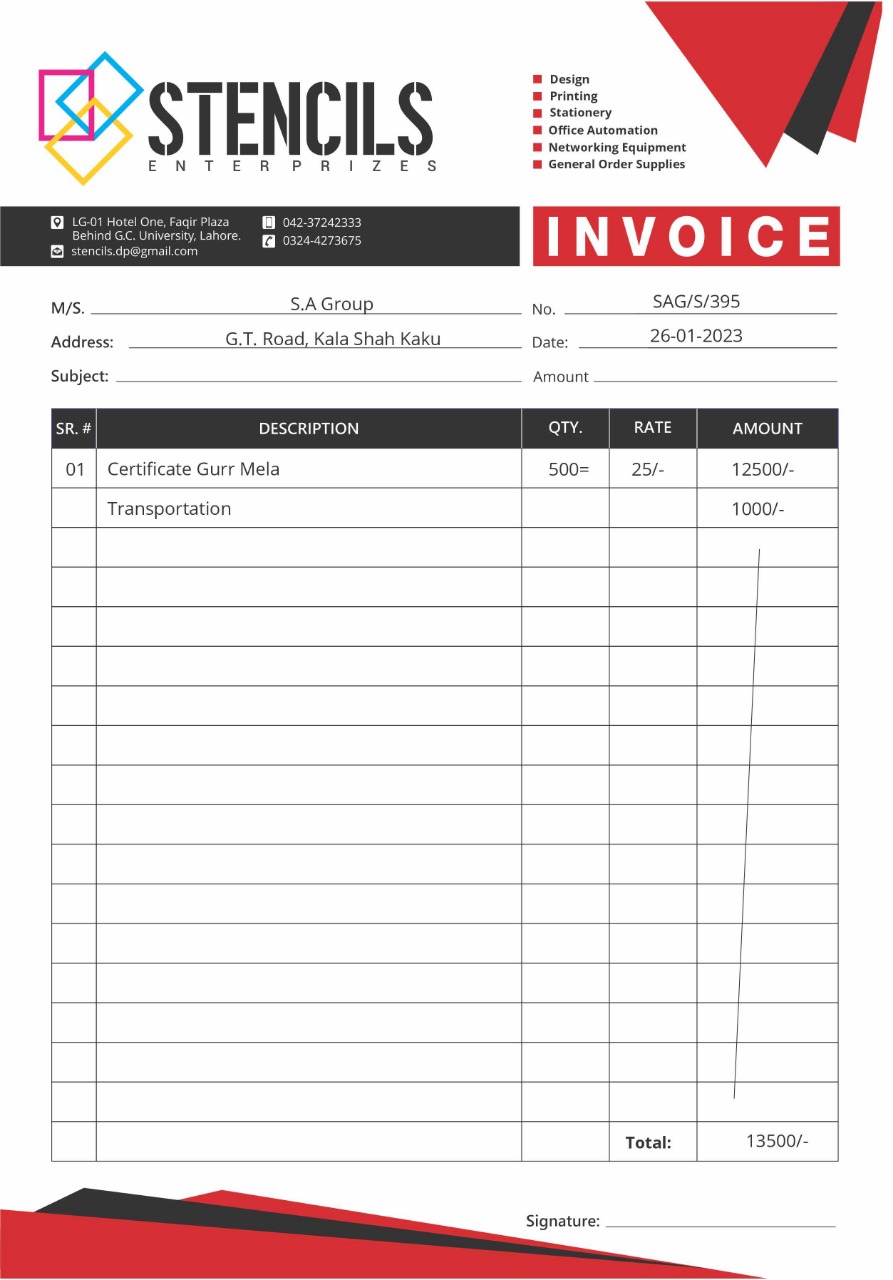 STENCILS
ENTERPRIZES
Design
Printing
Stationery
Office Automation
Networking Equipment
General Order Supplies
LG-01 Hotel One, Faqir Plaza
Behind G.C. University, Lahore.
stencils.dp@gmail.com
042-37242333
0324-4273675
INVOICE
M/S. S.A Group
No. SAG/S/395
Address: G.T. Road, Kala Shah Kaku
Date: 26-01-2023
Subject:
Amount
SR. # DESCRIPTION QTY. RATE AMOUNT
01 Certificate Gurr Mela 500= 25/- 12500/-
Transportation 1000/-
Total: 13500/-
Signature: